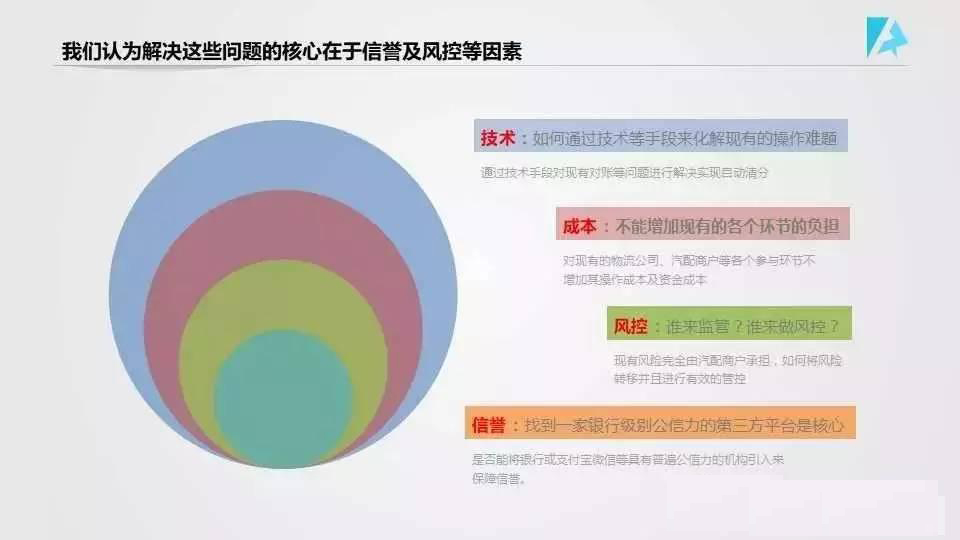 我们认为解决这些问题的核心在于信誉及风控等因素
技术：如何通过技术等手段来化解现有的操作难题
通过技术手段对现有对账等问题进行解决实现自动清分
成本：不能增加现有的各个环节的负担
对现有的物流公司、汽配商户等各个参与环节不
增加其操作成本及资金成本
风控：谁来监管？谁来做风控？
现有风险完全由汽配商户承担，如何将风险
转移并且进行有效的管控
信誉：找到一家银行级别公信力的第三方平台是核心
是否能将银行或支付宝微信等具有普遍公信力的机构引入来
保障信誉。